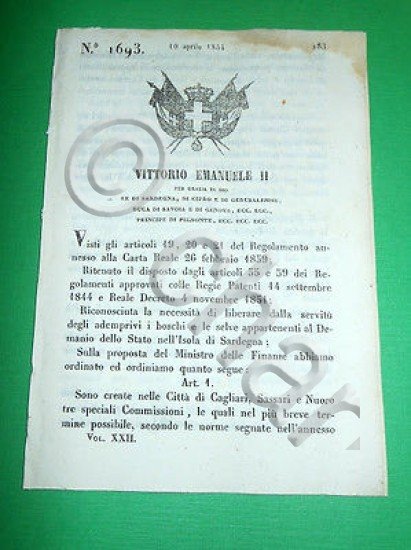 N.º 1693.
10 aprile 1854
183
VITTORIO EMANUELE II
PER GRAZIA DI DIO
RE DI SARDEGNA, DI CIPRO E DI GERUSALEMME,
DUCA DI SAVOIA E DI GENOVA, ECC. ECC.,
PRINCIPE DI PIEMONTE, ECC. ECC.
Visti gli articoli 19, 20 e 21 del Regolamento an-
nesso alla Carta Reale 26 febbraio 1839;
Ritenuto il disposto dagli articoli 55 e 59 dei Re-
golamenti approvati colle Regie Patenti 14 settembre
1844 e Reale Decreto 4 novembre 1851;
Riconosciuta la necessità di liberare dalla servitù
degli ademprivi i boschi e le selve appartenenti al De-
manio dello Stato nell'Isola di Sardegna;
Sulla proposta del Ministro delle Finanze abbiamo
ordinato ed ordiniamo quanto segue:
Art. 1.
Sono create nelle Città di Cagliari, Sassari e Nuoro
tre speciali Commissioni, le quali nel più breve ter-
mine possibile, secondo le norme segnate nell'annesso
VOL. XXII.